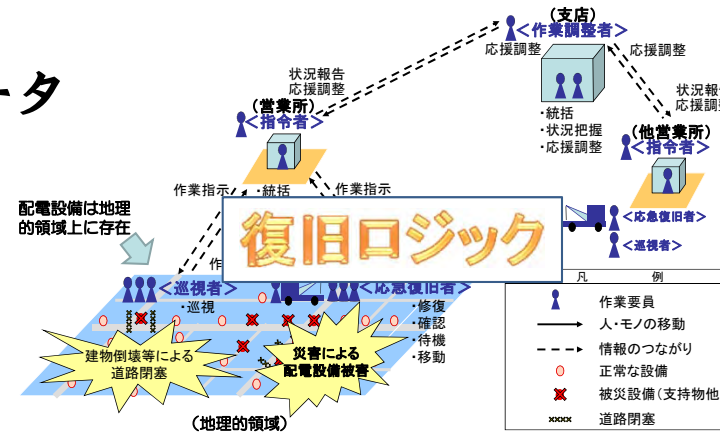 ータ
(支店)
<作業調整者>
応援調整
応援調整
状況報告
応援調整
・統括
・状況把握
・応援調整
状況報
応援調
(営業所)
<指令者>
(他営業所)
<指令者>
作業指示
・統括
作業指示
配電設備は地理
的領域上に存在
復旧ロジック
<応急復旧者>
<巡視者>
作
<巡視者>
・巡視
<応急復旧者>
・修復
・確認
・待機
・移動
建物倒壊等による
道路閉塞
災害による
配電設備被害
(地理的領域)
凡 例
作業要員
人・モノの移動
情報のつながり
正常な設備
被災設備(支持物他
道路閉塞